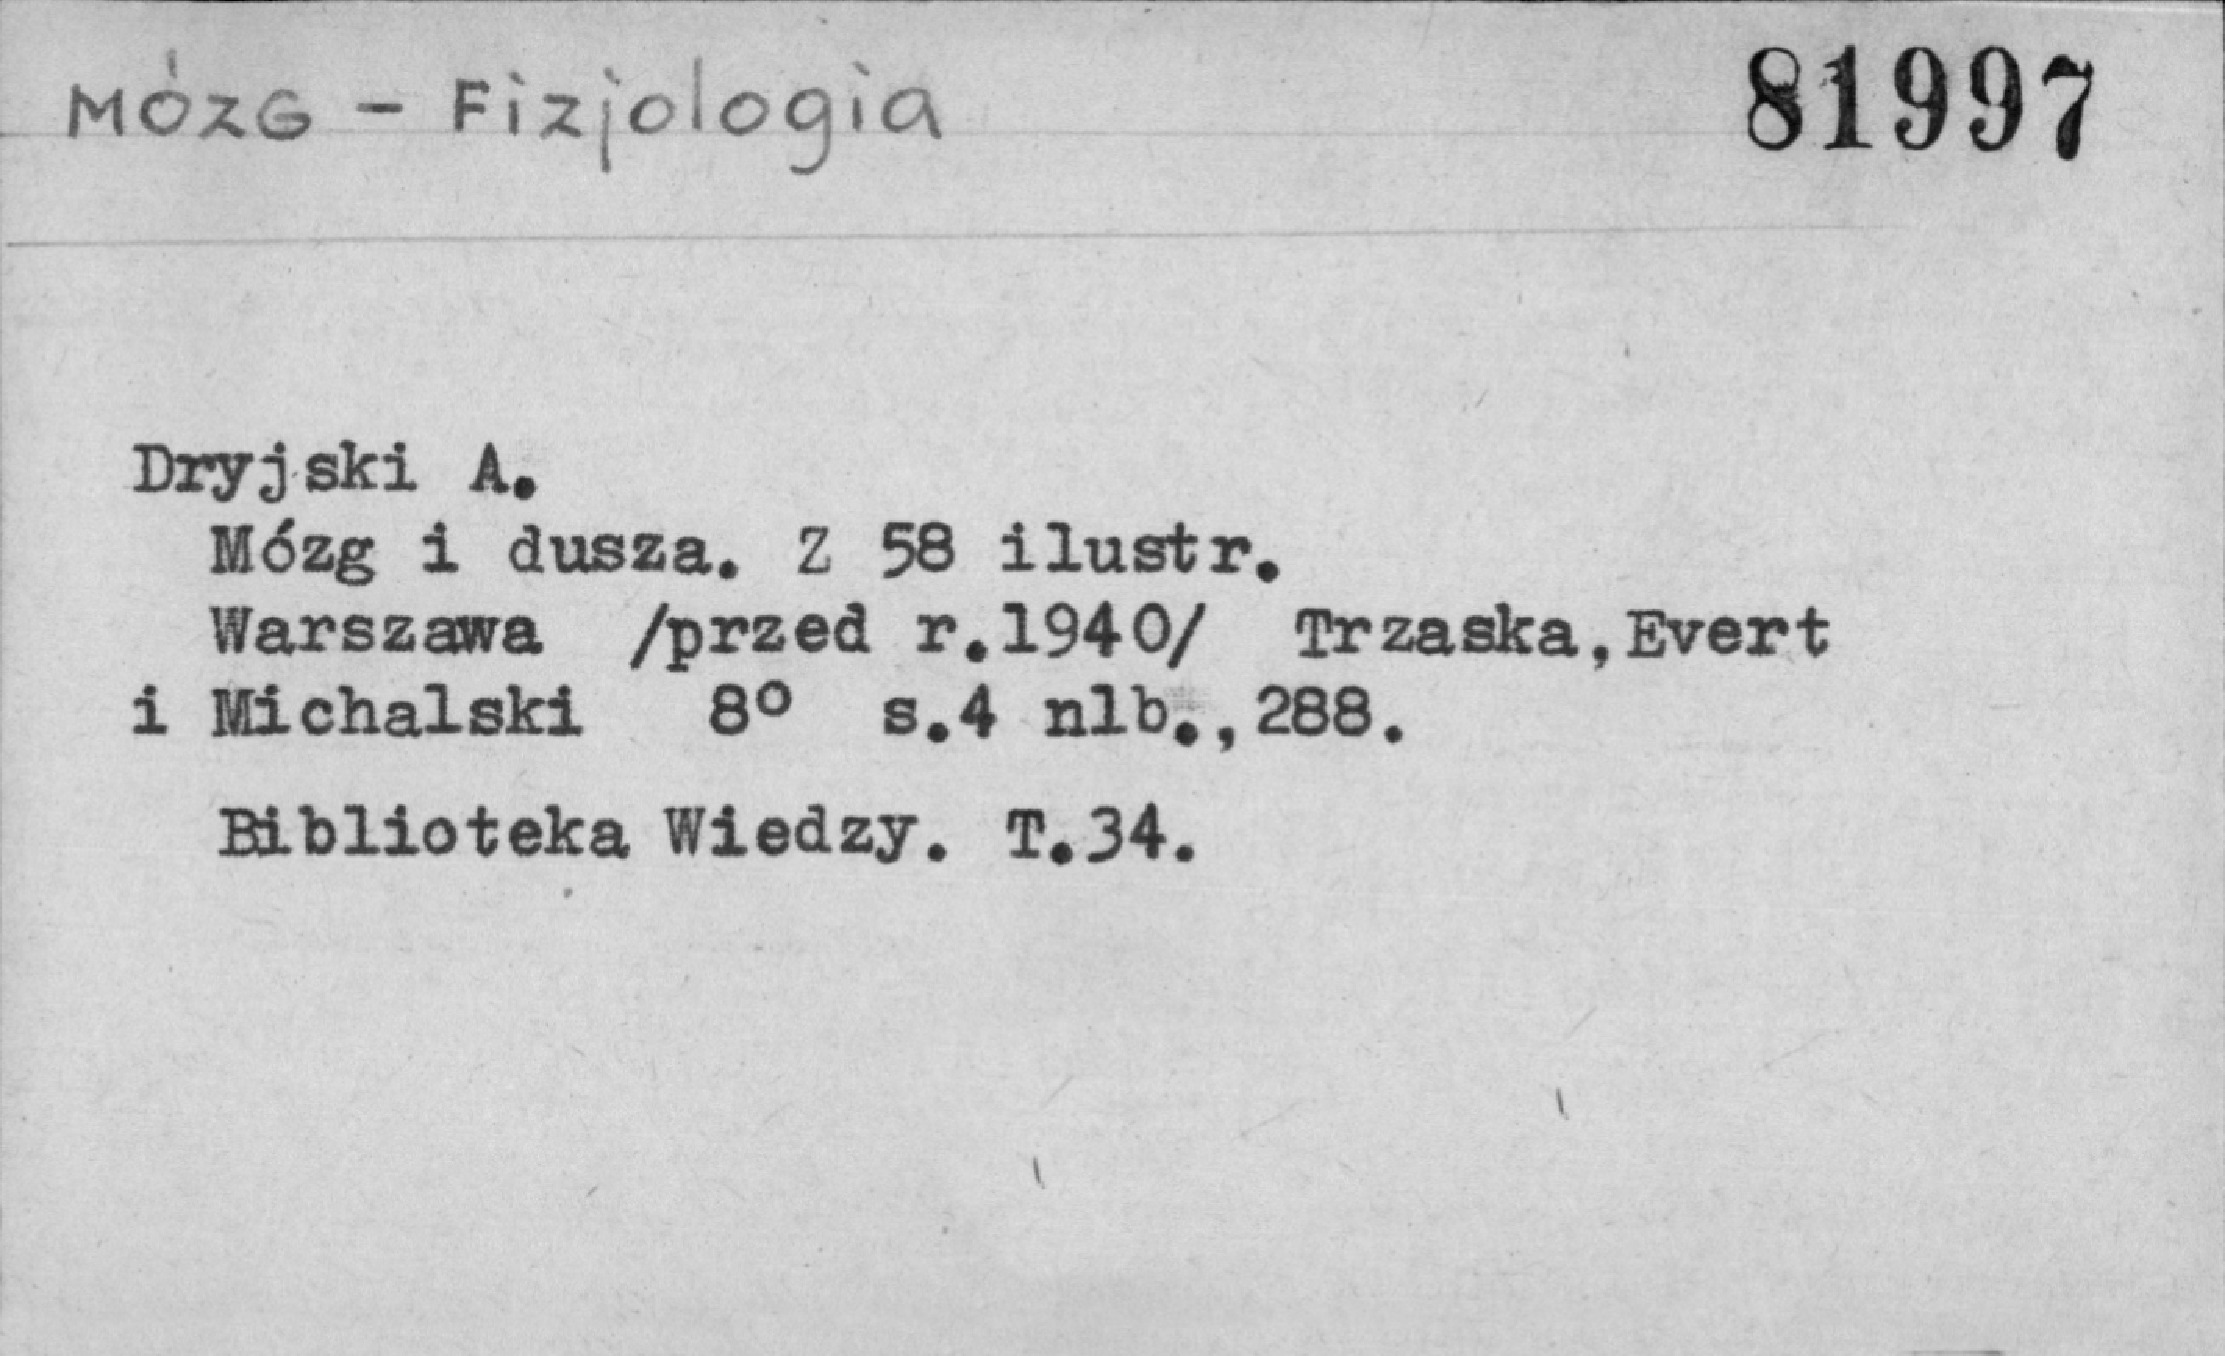 MÓZG - Fizjologia 81997
Dryjski A.
Mózg i dusza. Z 58 ilustr.
Warszawa /przed r.1940/ Trzaska,Evert
i Michalski 8° s.4 nlb.,288.
Biblioteka Wiedzy. T.34.